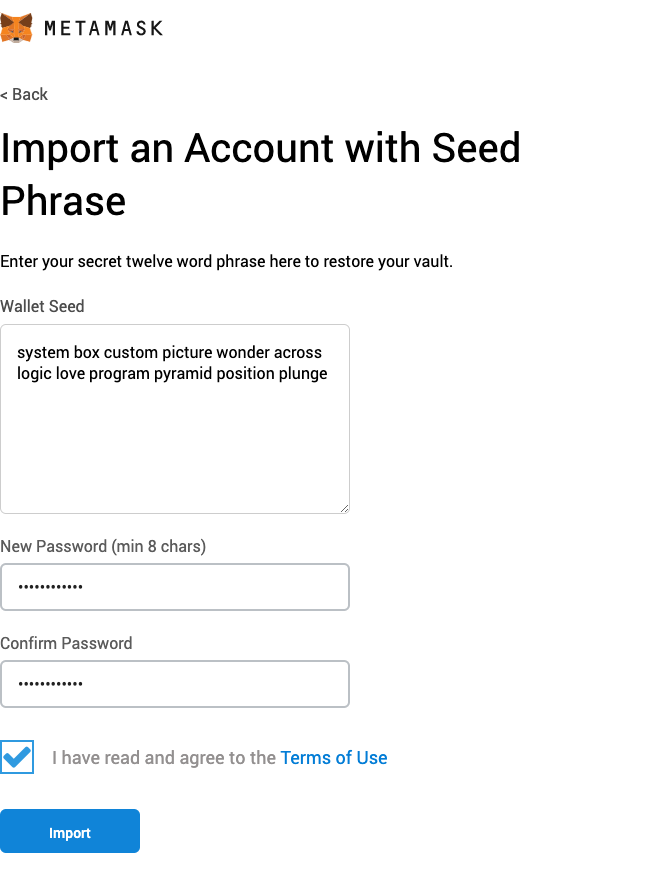 METAMASK
< Back
Import an Account with Seed
Phrase
Enter your secret twelve word phrase here to restore your vault.
Wallet Seed
system box custom picture wonder across
logic love program pyramid position plunge
New Password (min 8 chars)
••••••••••••
Confirm Password
••••••••••••
I have read and agree to the Terms of Use
Import